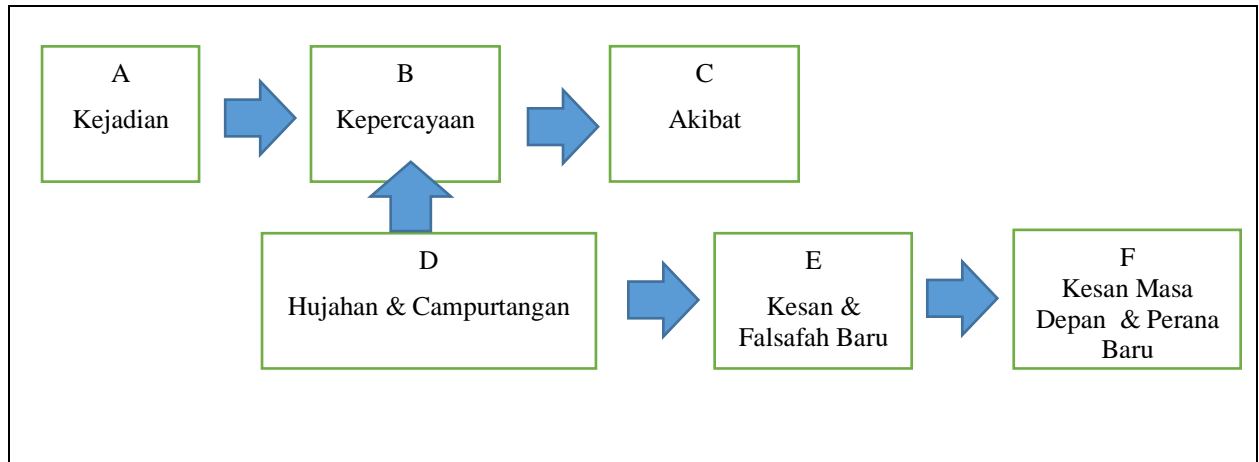 A
Kejadian
B
Kepercayaan
C
Akibat
D
Hujahan & Campurtangan
E
Kesan &
Falsafah Baru
F
Kesan Masa
Depan & Perana
Baru